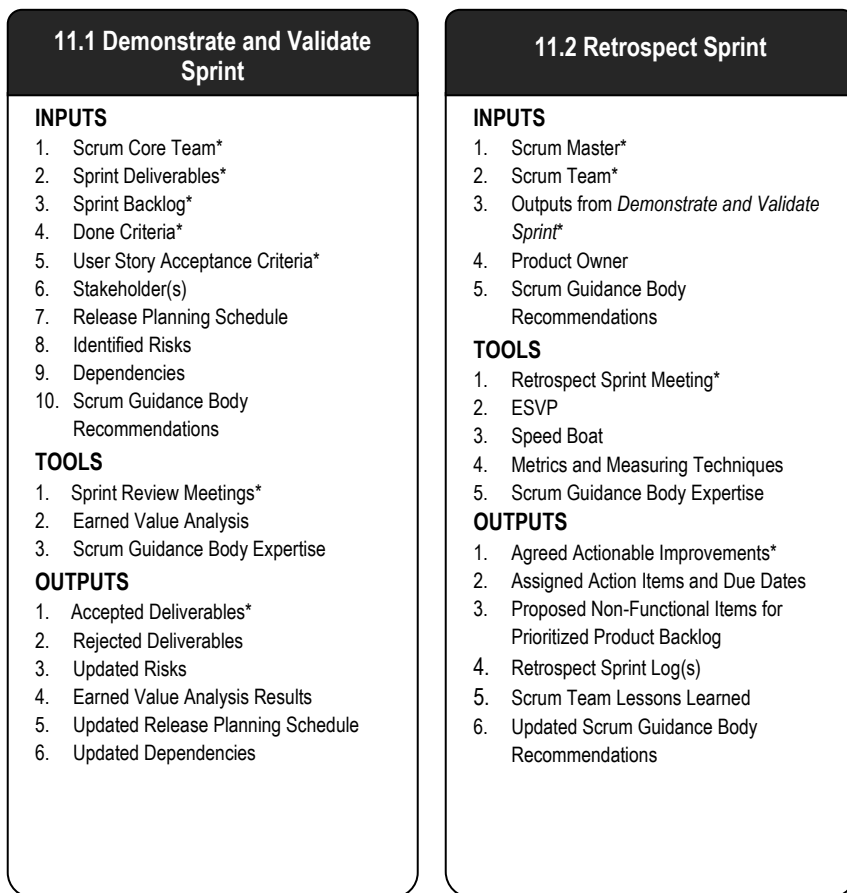 11.1 Demonstrate and Validate
Sprint
INPUTS
1. Scrum Core Team*
2. Sprint Deliverables*
3. Sprint Backlog*
4. Done Criteria*
5. User Story Acceptance Criteria*
6. Stakeholder(s)
7. Release Planning Schedule
8. Identified Risks
9. Dependencies
10. Scrum Guidance Body
Recommendations
TOOLS
1. Sprint Review Meetings*
2. Earned Value Analysis
3. Scrum Guidance Body Expertise
OUTPUTS
1. Accepted Deliverables*
2. Rejected Deliverables
3. Updated Risks
4. Earned Value Analysis Results
5. Updated Release Planning Schedule
6. Updated Dependencies
11.2 Retrospect Sprint
INPUTS
1. Scrum Master*
2. Scrum Team*
3. Outputs from Demonstrate and Validate
Sprint*
4. Product Owner
5. Scrum Guidance Body
Recommendations
TOOLS
1. Retrospect Sprint Meeting*
2. ESVP
3. Speed Boat
4. Metrics and Measuring Techniques
5. Scrum Guidance Body Expertise
OUTPUTS
1. Agreed Actionable Improvements*
2. Assigned Action Items and Due Dates
3. Proposed Non-Functional Items for
Prioritized Product Backlog
4. Retrospect Sprint Log(s)
5. Scrum Team Lessons Learned
6. Updated Scrum Guidance Body
Recommendations